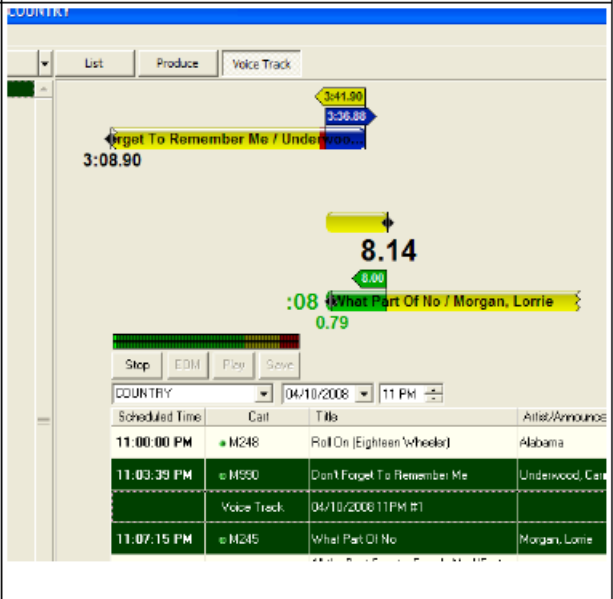 COUNTRY
List Produce Voice Track
3:41.90
3:36.88
rget To Remember Me / Underwoo...
3:08.90
8.14
8.00
:08 What Part Of No / Morgan, Lorrie
0.79
Stop EDM Play Save
COUNTRY 04/10/2008 11 PM
Scheduled Time Cart Title Artist/Announce
11:00:00 PM M248 Roll On (Eighteen Wheeler) Alabama
11:03:39 PM M990 Don't Forget To Remember Me Underwood, Carr
Voice Track 04/10/2008 11PM #1
11:07:15 PM M245 What Part Of No Morgan, Lorrie